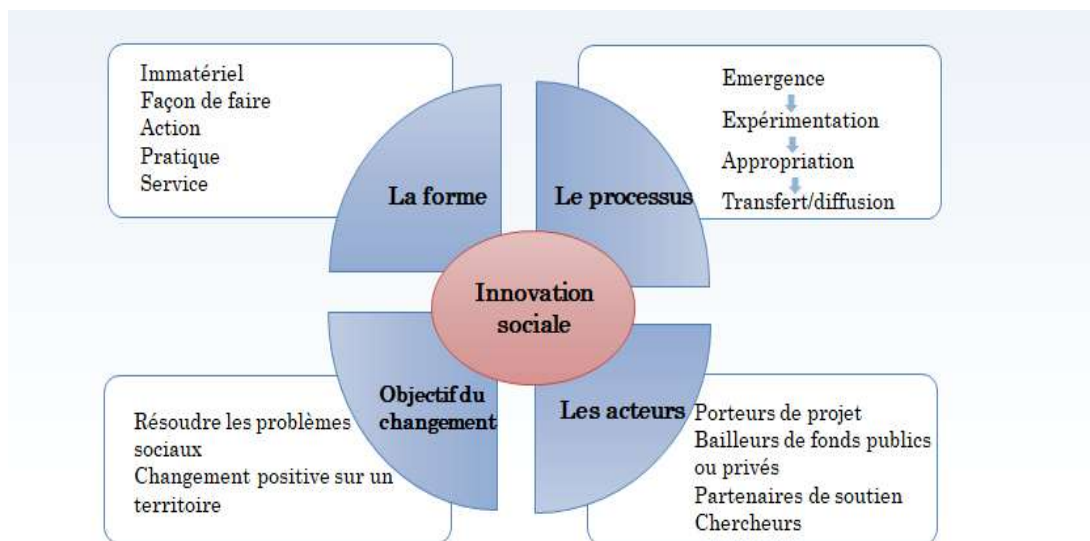 Immatériel
Façon de faire
Action
Pratique
Service
La forme
Emergence
Expérimentation
Appropriation
Transfert/diffusion
Le processus
Innovation
sociale
Objectif du
changement
Résoudre les problèmes
sociaux
Changement positive sur un
territoire
Les acteurs
Porteurs de projet
Bailleurs de fonds publics
ou privés
Partenaires de soutien
Chercheurs